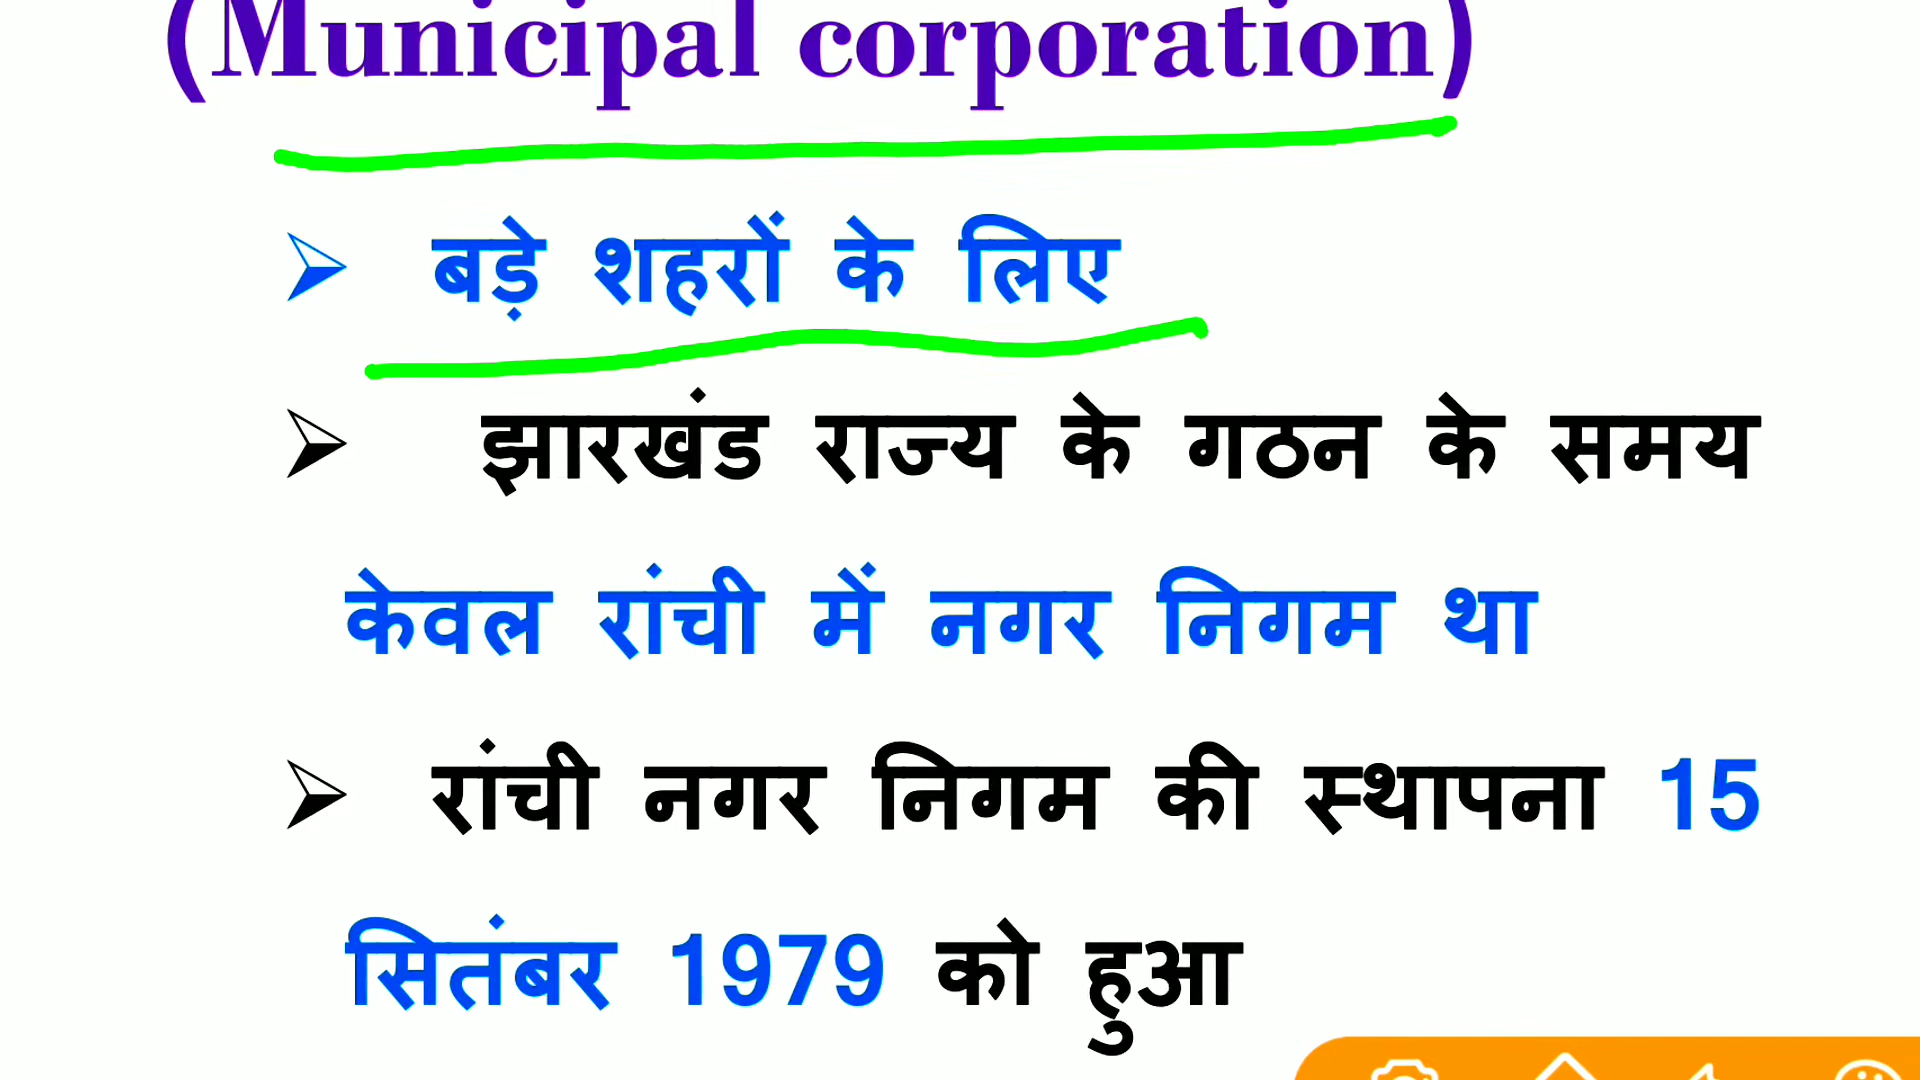 (Municipal corporation)
बड़े शहरों के लिए
झारखंड राज्य के गठन के समय
केवल रांची में नगर निगम था
रांची नगर निगम की स्थापना 15
सितंबर 1979 को हुआ